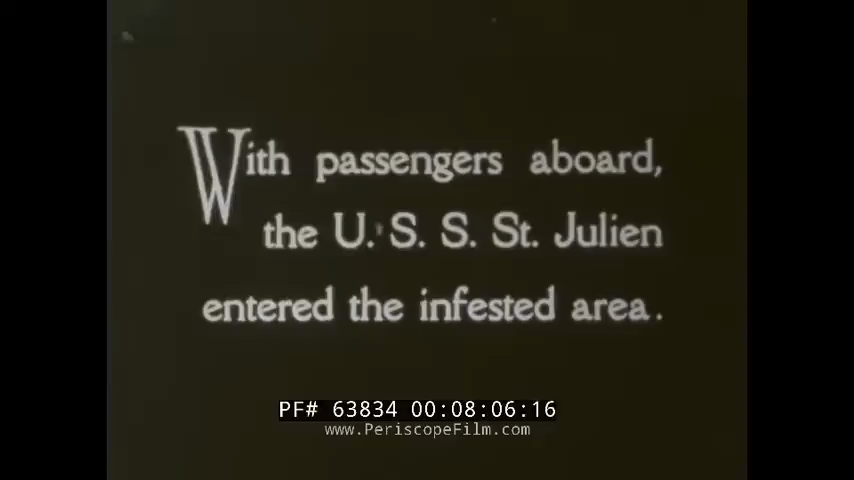 With passengers aboard,
the U. S. S. St. Julien
entered the infested area.
PF# 63834 00:08:06:16
www.PeriscopeFilm.com